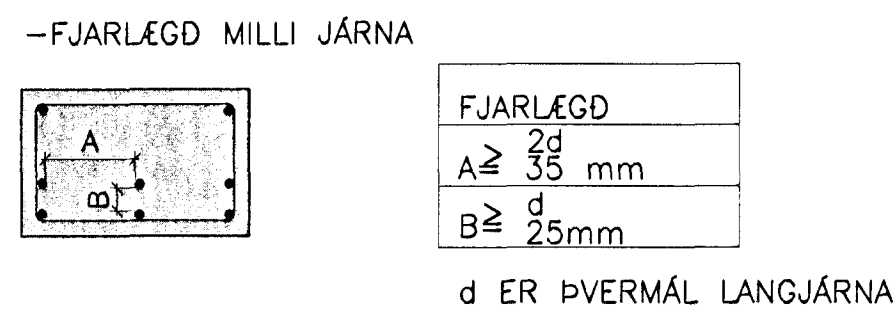 -FJARLÆGÐ MILLI JÁRNA
A
B
FJARLÆGÐ
A≧ 2d
35 mm
B≧ d
25mm
d ER ÞVERMÁL LANGJÁRNA